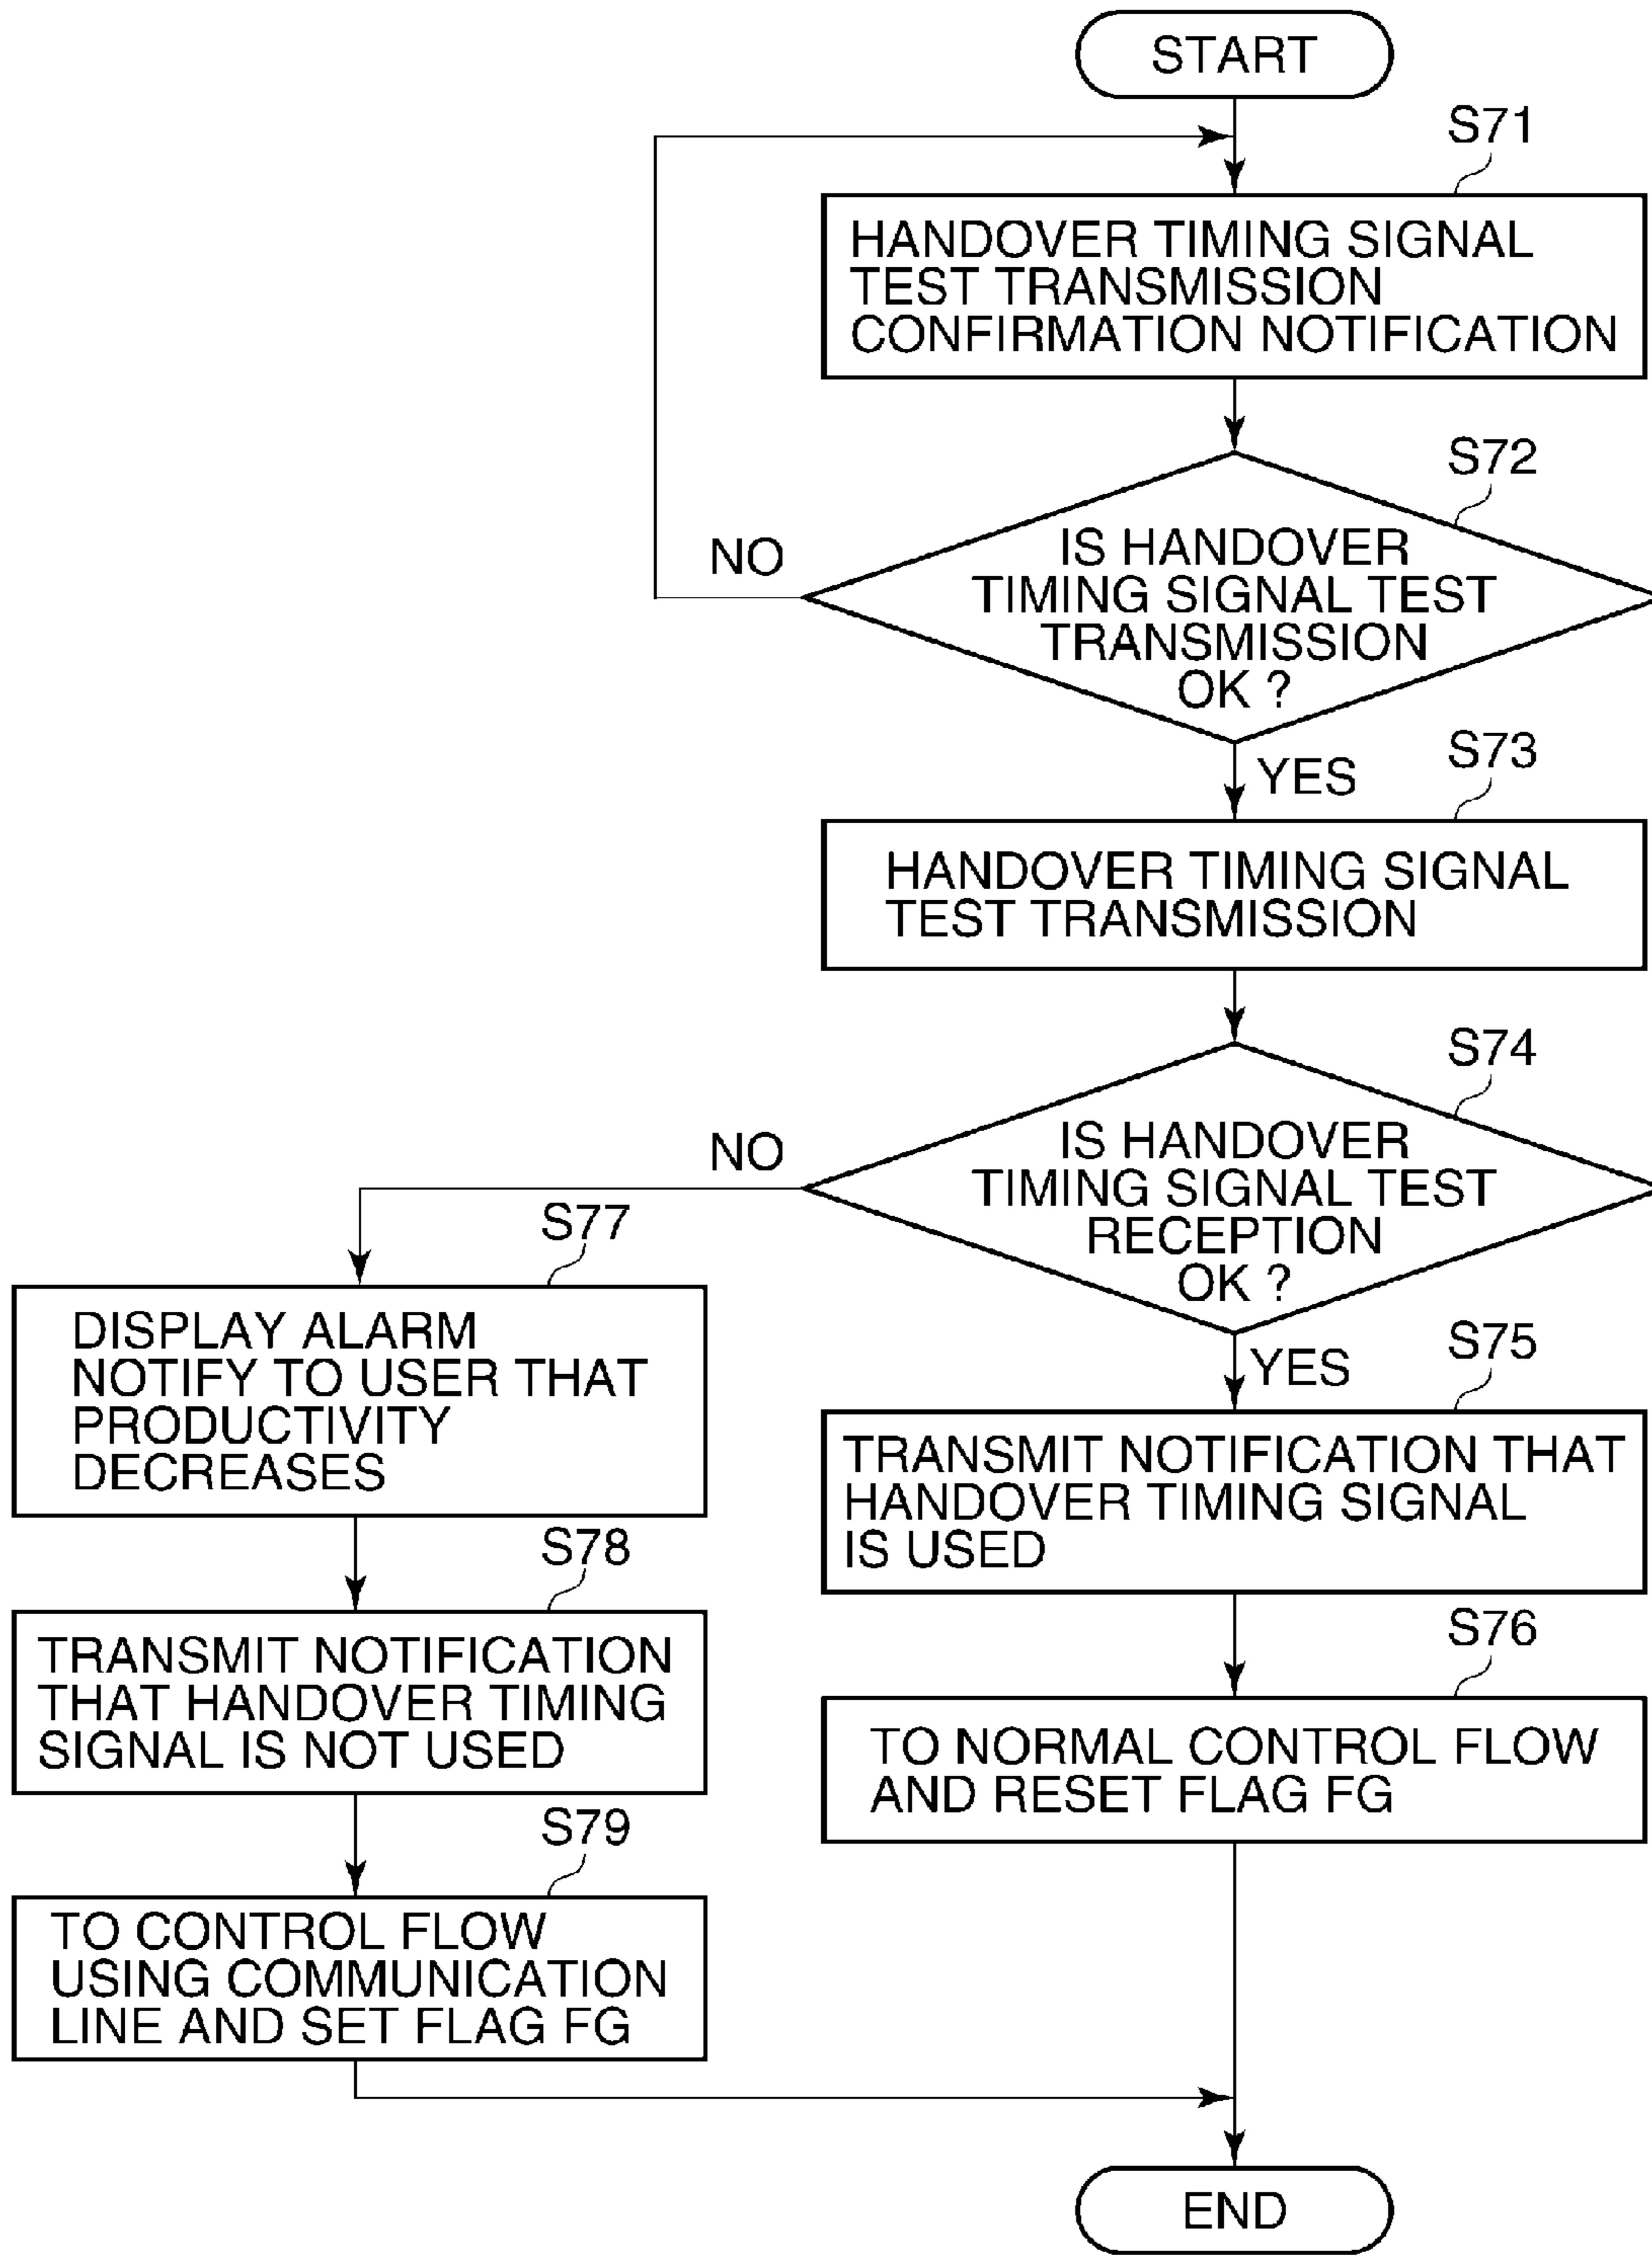 START
S71
HANDOVER TIMING SIGNAL
TEST TRANSMISSION
CONFIRMATION NOTIFICATION
S72
IS HANDOVER
TIMING SIGNAL TEST
TRANSMISSION
OK ?
NO
YES
S73
HANDOVER TIMING SIGNAL
TEST TRANSMISSION
S74
IS HANDOVER
TIMING SIGNAL TEST
RECEPTION
OK ?
NO
YES
S77
DISPLAY ALARM
NOTIFY TO USER THAT
PRODUCTIVITY
DECREASES
S78
TRANSMIT NOTIFICATION
THAT HANDOVER TIMING
SIGNAL IS NOT USED
S79
TO CONTROL FLOW
USING COMMUNICATION
LINE AND SET FLAG FG
S75
TRANSMIT NOTIFICATION THAT
HANDOVER TIMING SIGNAL
IS USED
S76
TO NORMAL CONTROL FLOW
AND RESET FLAG FG
END